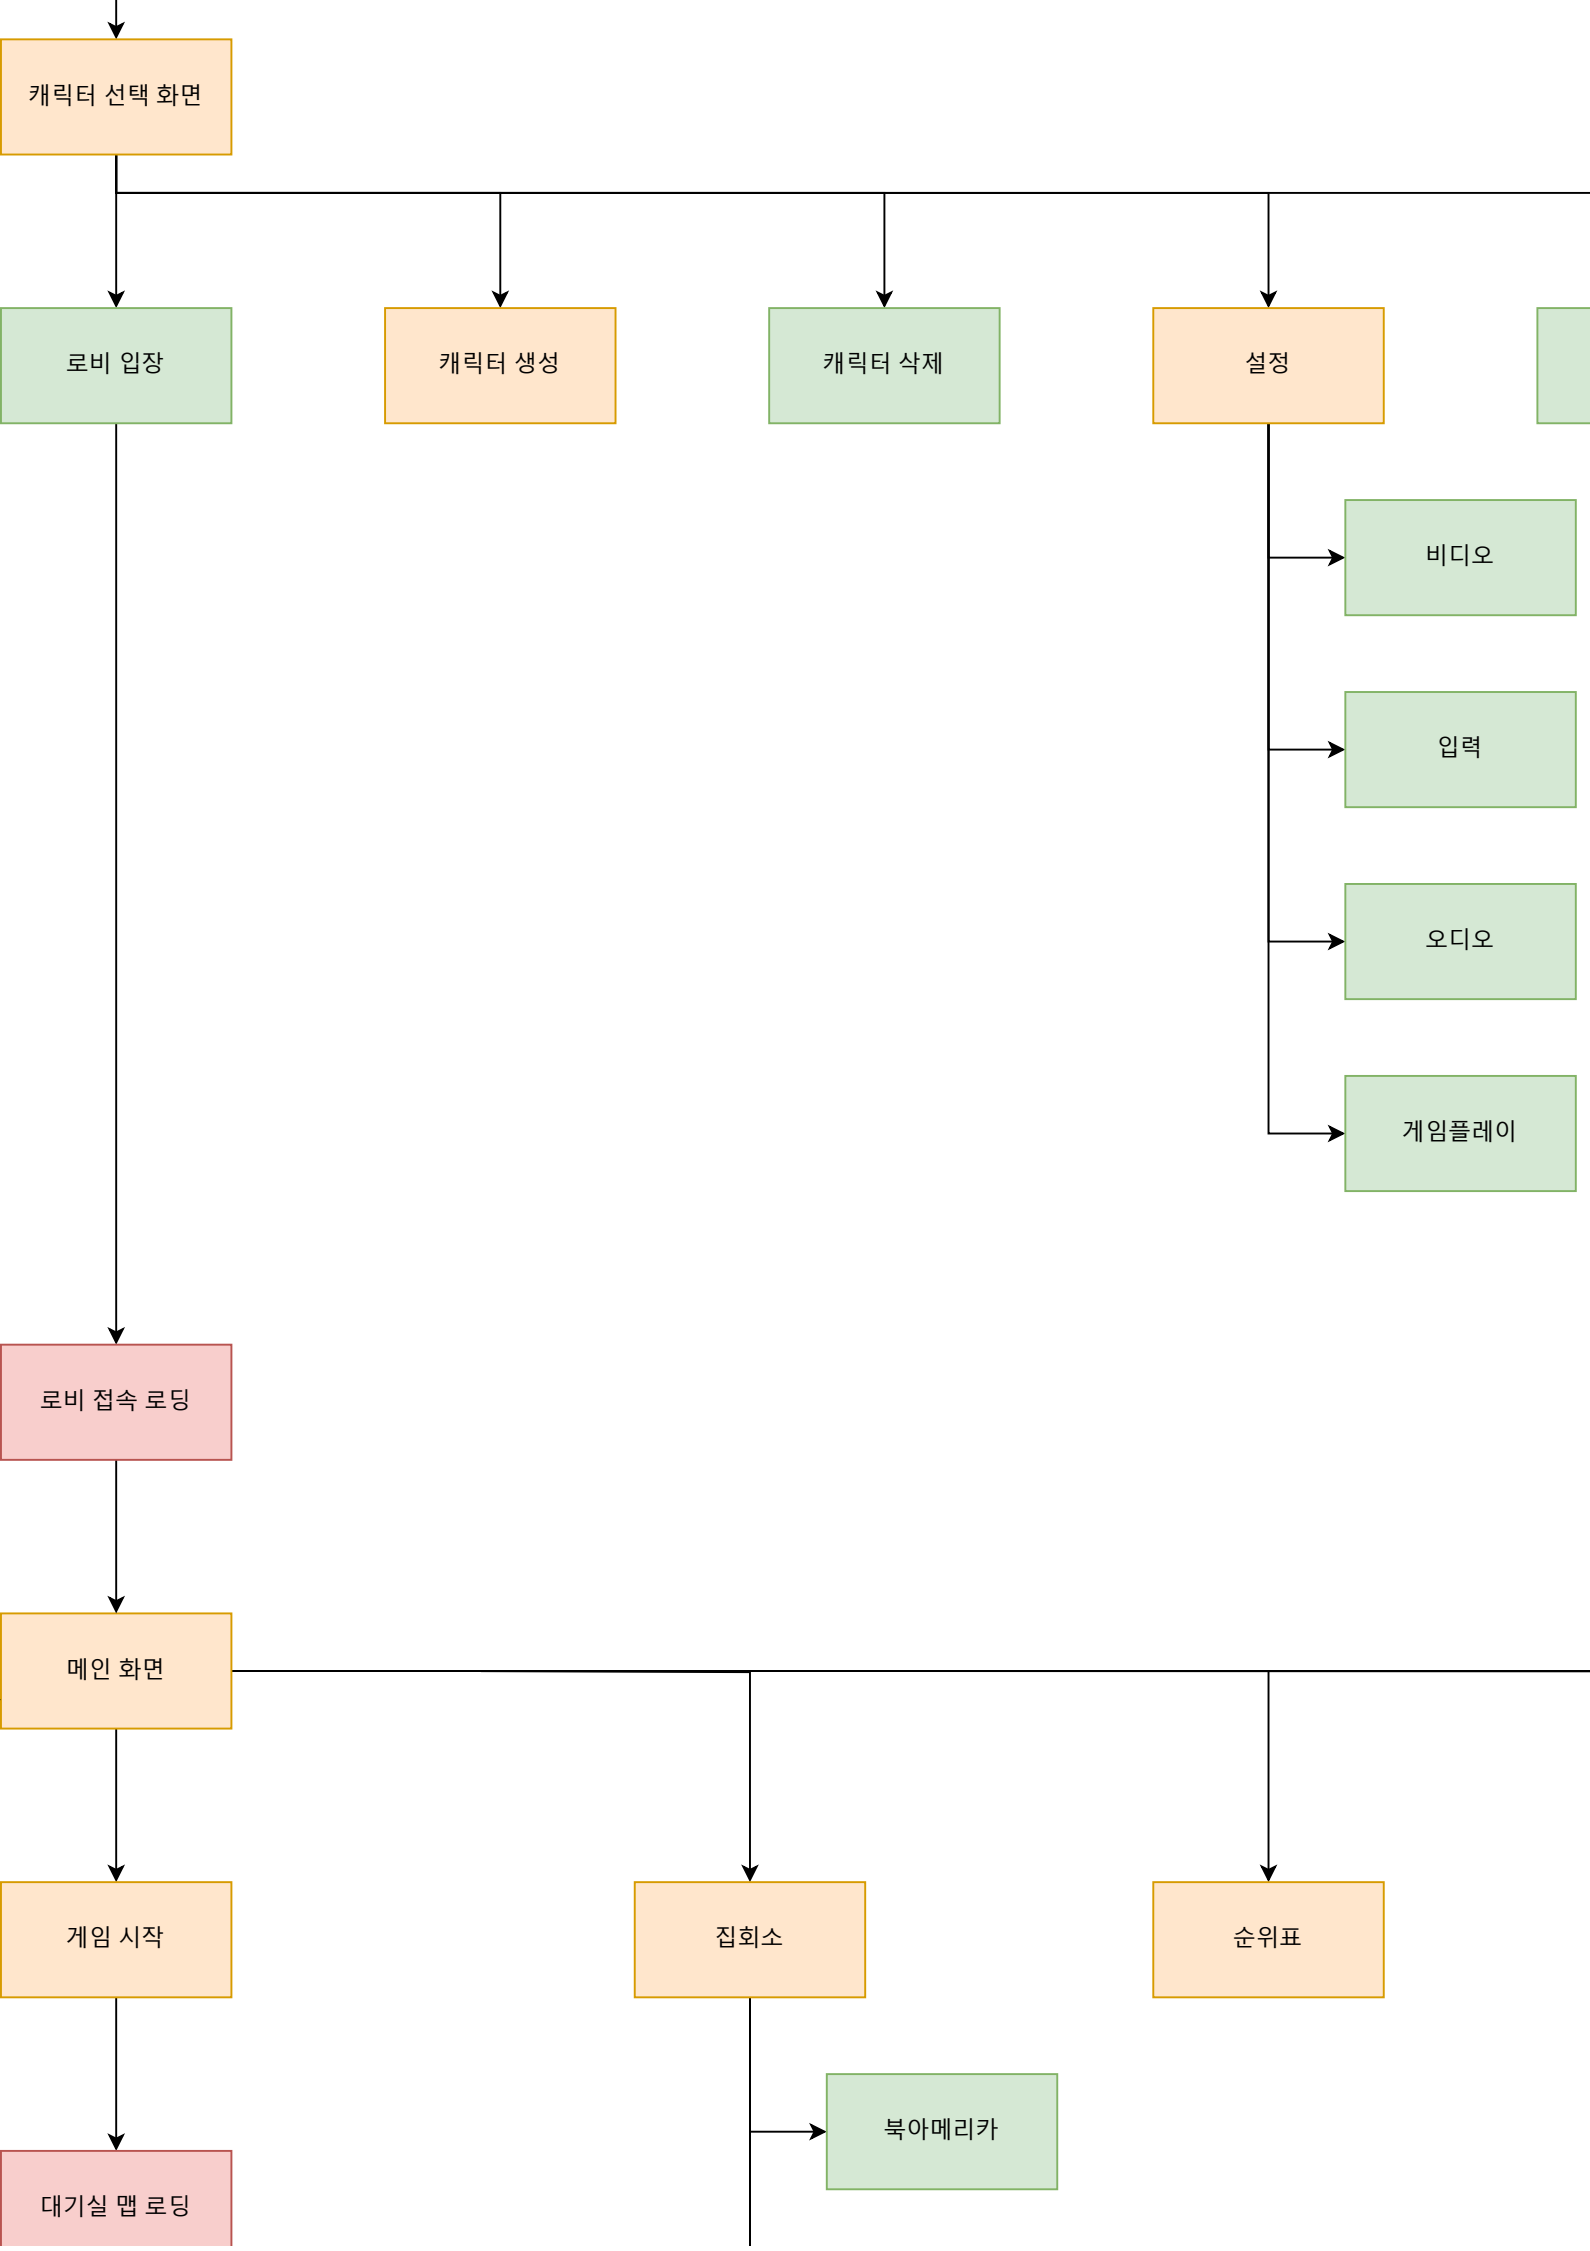 캐릭터 선택 화면
로비 입장
캐릭터 생성
캐릭터 삭제
설정
비디오
입력
오디오
게임플레이
로비 접속 로딩
메인 화면
게임 시작
집회소
순위표
북아메리카
대기실 맵 로딩